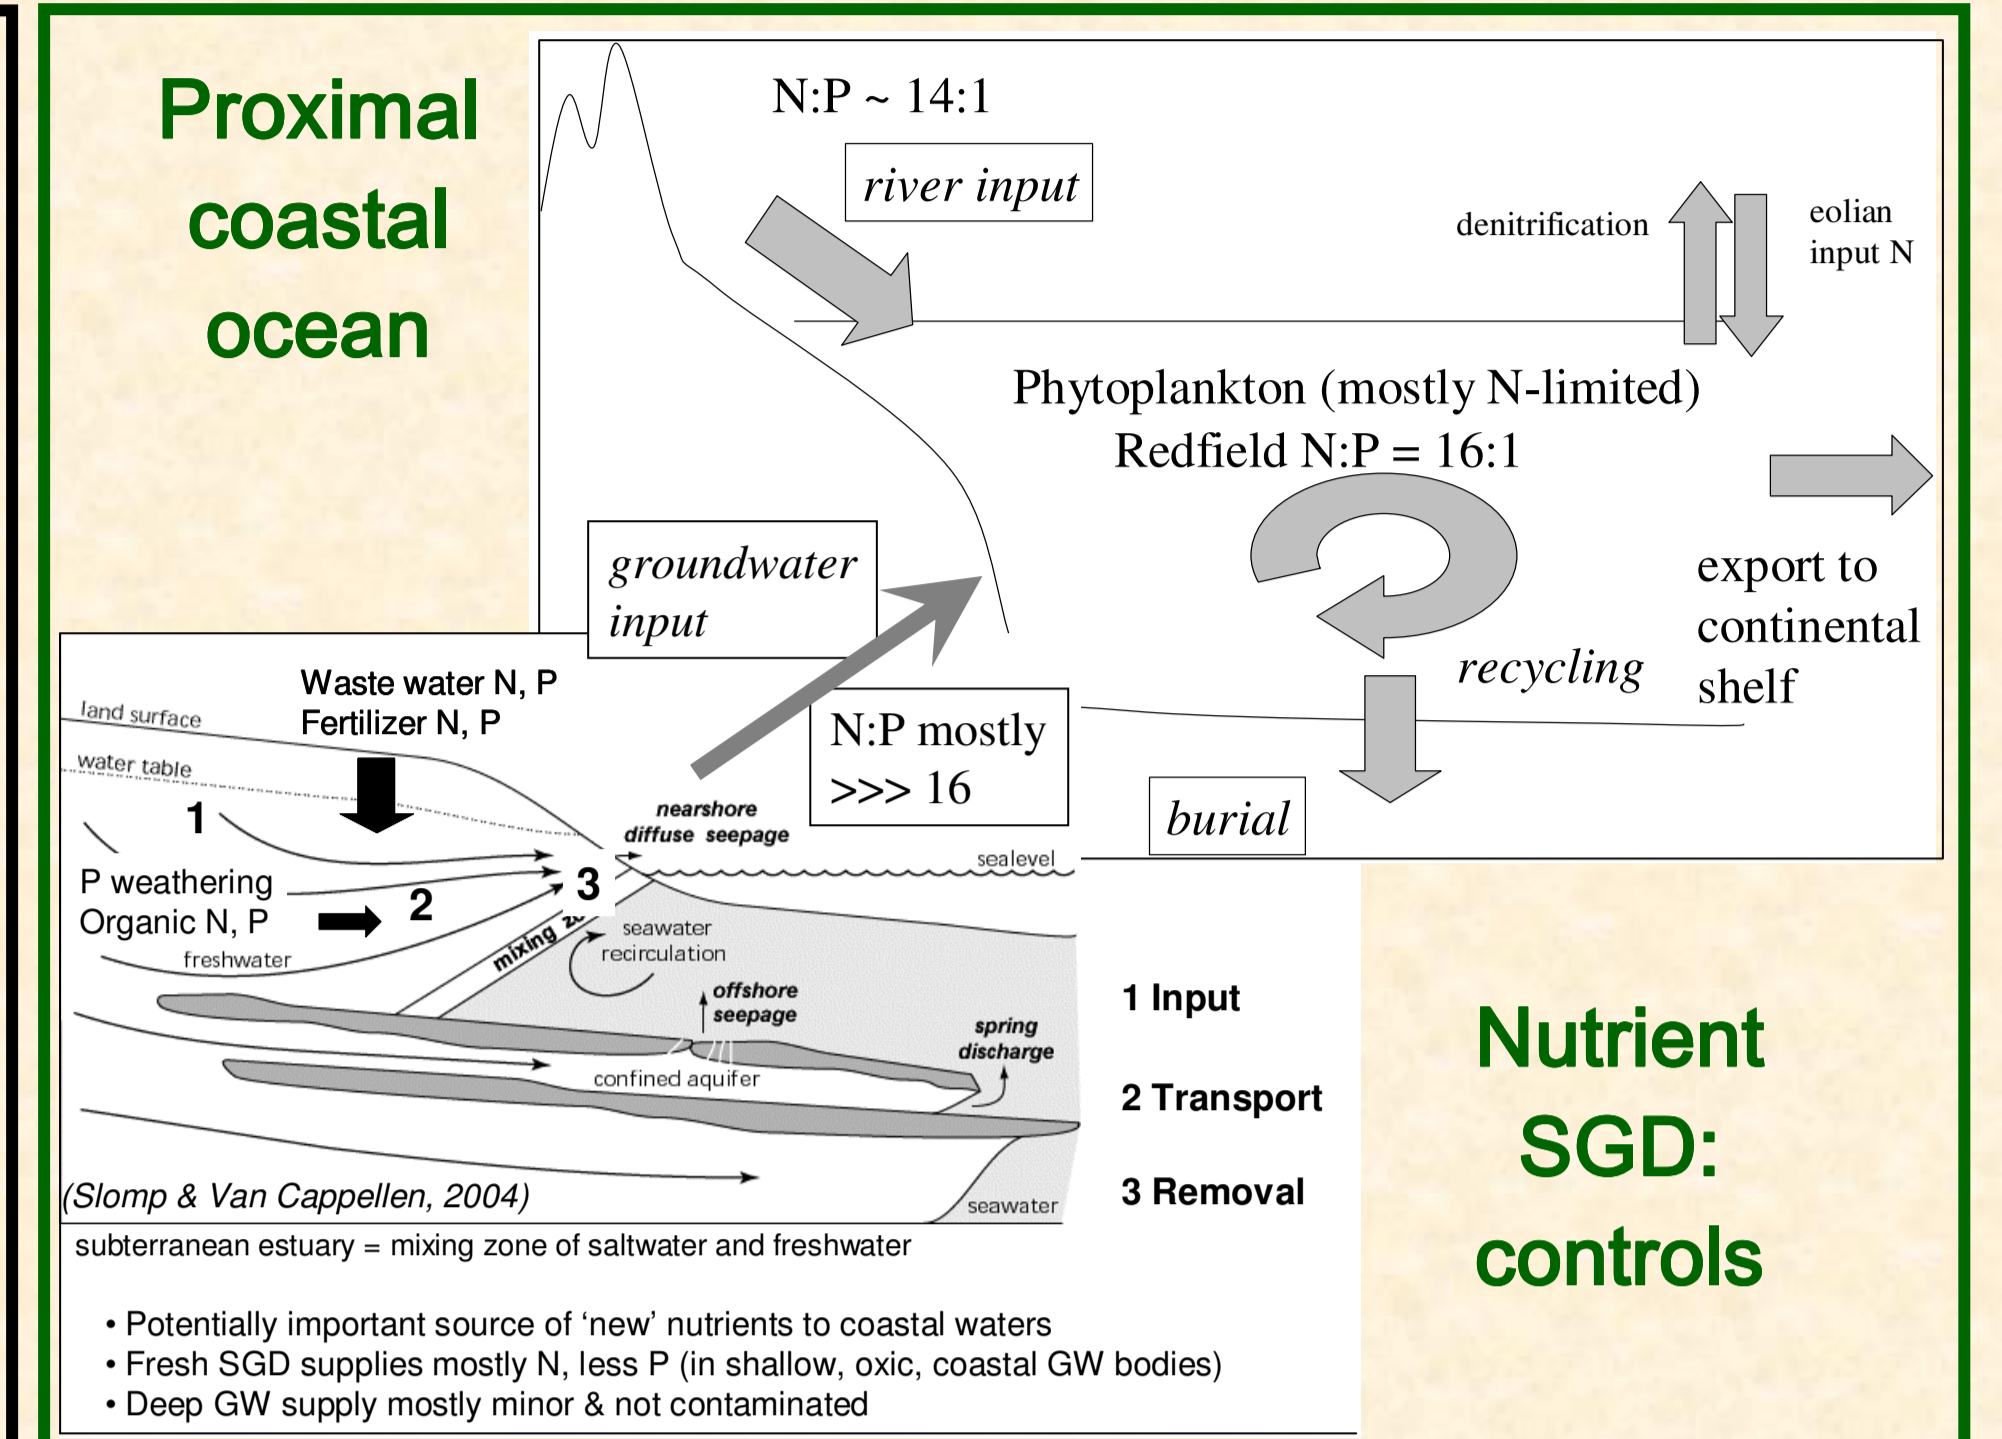 Proximal
coastal
ocean
N:P ~ 14:1
river input
denitrification
eolian
input N
Phytoplankton (mostly N-limited)
Redfield N:P = 16:1
groundwater
input
export to
continental
shelf
recycling
N:P mostly
>>> 16
burial
Waste water N, P
Fertilizer N, P
land surface
water table
1
nearshore
diffuse seepage
sealevel
P weathering
Organic N, P
2
3
freshwater
mixing
seawater
recirculation
offshore
seepage
spring
discharge
confined aquifer
seawater
(Slomp & Van Cappellen, 2004)
1 Input
2 Transport
3 Removal
Nutrient
SGD:
controls
subterranean estuary = mixing zone of saltwater and freshwater
• Potentially important source of ‘new’ nutrients to coastal waters
• Fresh SGD supplies mostly N, less P (in shallow, oxic, coastal GW bodies)
• Deep GW supply mostly minor & not contaminated